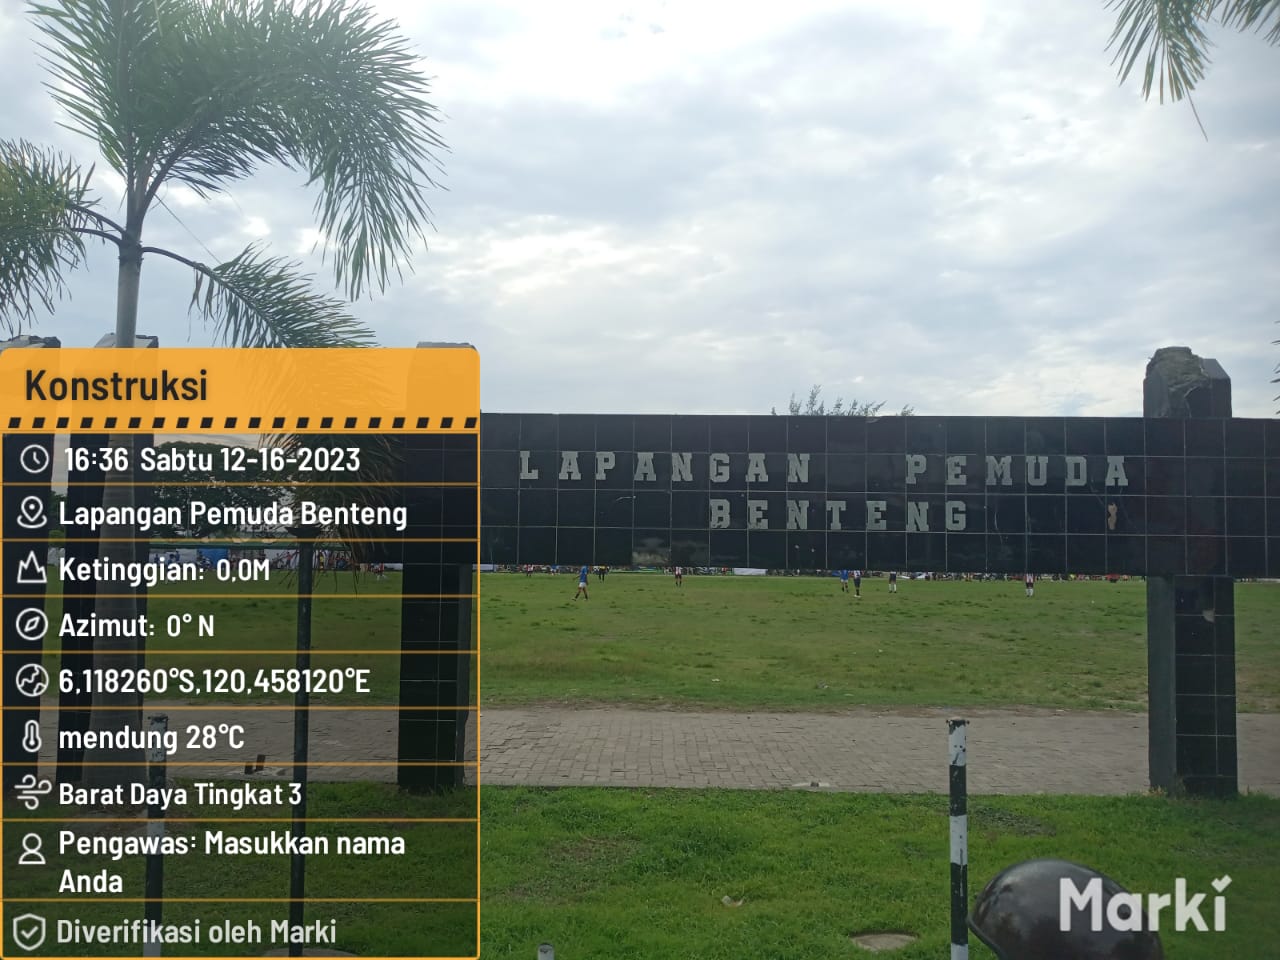 LAPANGAN PEMUDA
BENTENG
Konstruksi
16:36 Sabtu 12-16-2023
Lapangan Pemuda Benteng
Ketinggian: 0,0M
Azimut: 0° N
6,118260°S,120,458120°E
mendung 28°C
Barat Daya Tingkat 3
Pengawas: Masukkan nama
Anda
Diverifikasi oleh Marki
Marki